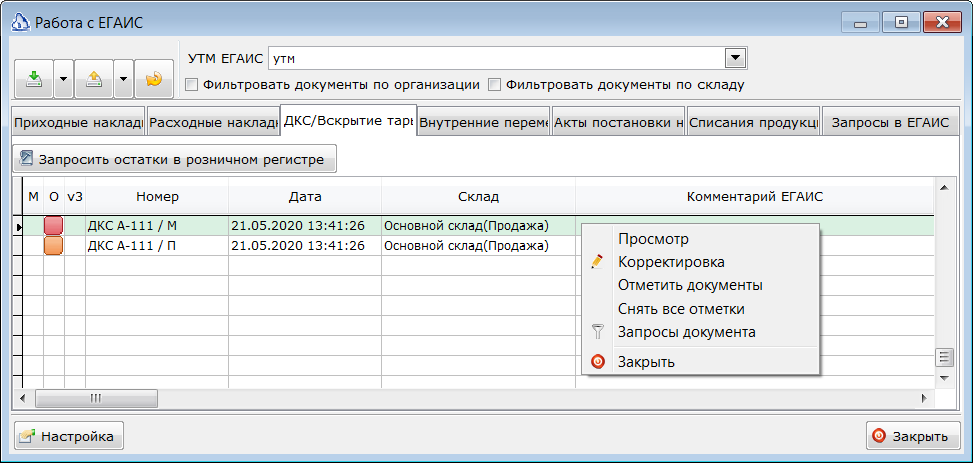 Работа с ЕГАИС
УТМ ЕГАИС утм
Фильтровать документы по организации Фильтровать документы по складу
Приходные наклад Расходные накладн ДКС/Вскрытие тары Внутренние переме Акты постановки н Списания продукци Запросы в ЕГАИС
Запросить остатки в розничном регистре
М О v3 Номер Дата Склад Комментарий ЕГАИС
ДКС А-111 / М 21.05.2020 13:41:26 Основной склад(Продажа)
ДКС А-111 / П 21.05.2020 13:41:26 Основной склад(Продажа)
Просмотр
Корректировка
Отметить документы
Снять все отметки
Запросы документа
Закрыть
Настройка Закрыть